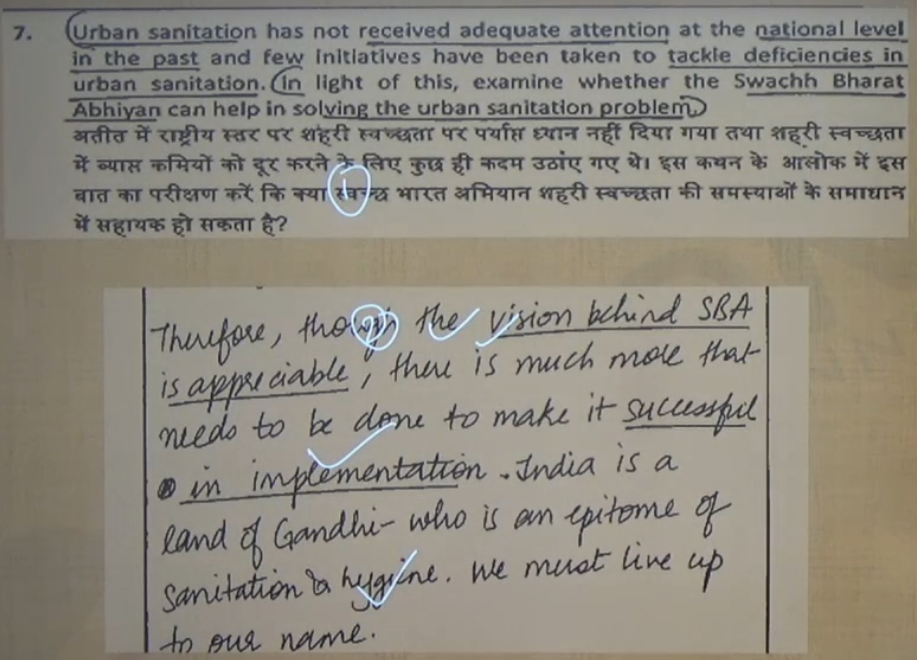 7. Urban sanitation has not received adequate attention at the national level
in the past and few initiatives have been taken to tackle deficiencies in
urban sanitation. In light of this, examine whether the Swachh Bharat
Abhiyan can help in solving the urban sanitation problem.
अतीत में राष्ट्रीय स्तर पर शहरी स्वच्छता पर पर्याप्त ध्यान नहीं दिया गया तथा शहरी स्वच्छता
में व्याप्त कमियों को दूर करने के लिए कुछ ही कदम उठाए गए थे। इस कथन के आलोक में इस
बात का परीक्षण करें कि क्या स्वच्छ भारत अभियान शहरी स्वच्छता की समस्याओं के समाधान
में सहायक हो सकता है?
Therefore, though the vision behind SBA
is appreciable, there is much more that
needs to be done to make it successful
in implementation. India is a
land of Gandhi- who is an epitome of
sanitation & hygiene. We must live up
to our name.